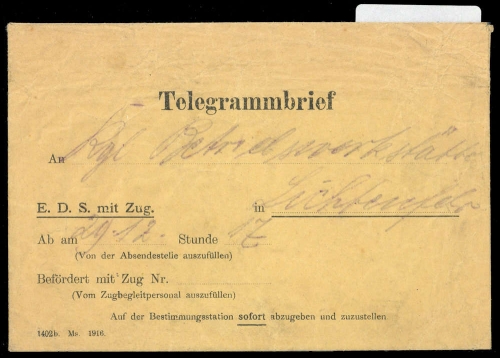 Telegrammbrief
An Kgl Betriebswerkstätte
E. D. S. mit Zug. in Lichtenfels
Ab am 29.12. Stunde 17
(Von der Absendestelle auszufüllen)
Befördert mit Zug Nr.
(Vom Zugbegleitpersonal auszufüllen)
Auf der Bestimmungsstation sofort abzugeben und zuzustellen.
1402b. Ms. 1916.